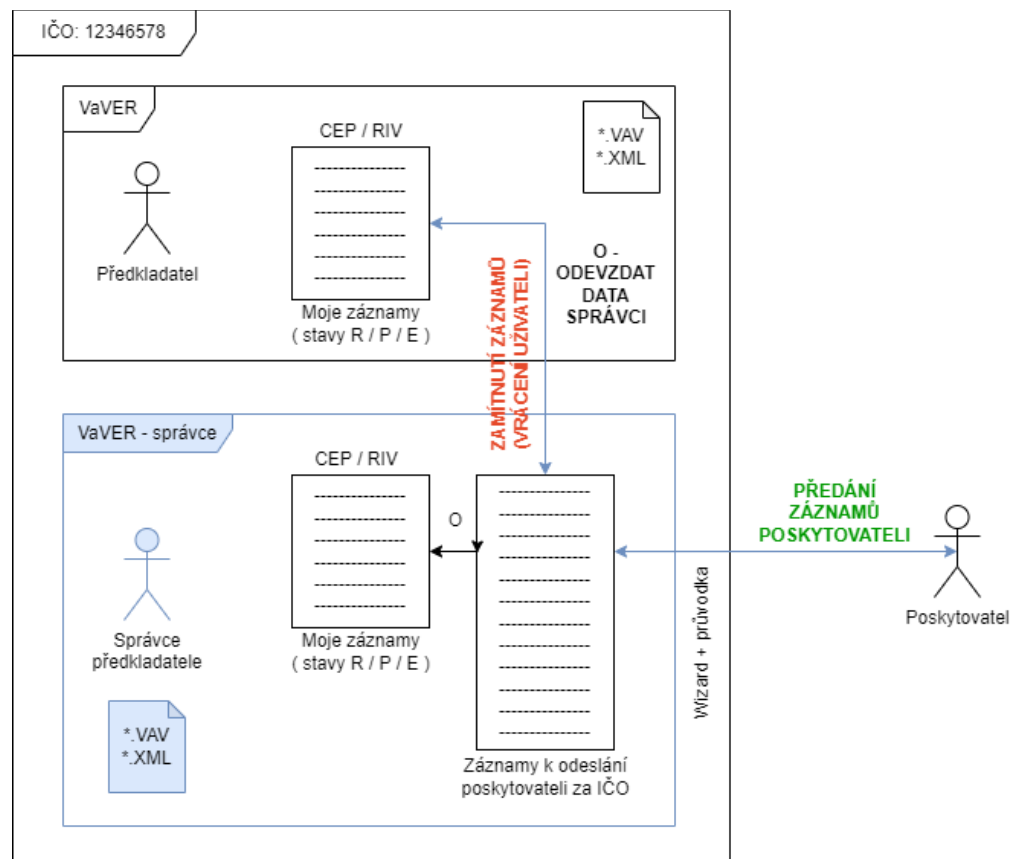 IČO: 12346578
VaVER
CEP / RIV
*.VAV
*.XML
Předkladatel
O -
ODEVZDAT
DATA
SPRÁVCI
Moje záznamy
( stavy R / P / E )
ZAMÍTNUTÍ ZÁZNAMŮ
(VRÁCENÍ UŽIVATELI)
VaVER - správce
CEP / RIV
O
PŘEDÁNÍ
ZÁZNAMŮ
POSKYTOVATELI
Poskytovatel
Wizard + průvodka
Správce
předkladatele
Moje záznamy
( stavy R / P / E )
*.VAV
*.XML
Záznamy k odeslání
poskytovateli za IČO